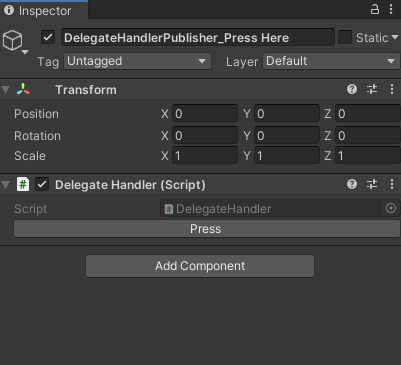 Inspector
DelegateHandlerPublisher_Press Here Static
Tag Untagged Layer Default
Transform
Position X 0 Y 0 Z 0
Rotation X 0 Y 0 Z 0
Scale X 1 Y 1 Z 1
# Delegate Handler (Script)
Script # DelegateHandler
Press
Add Component